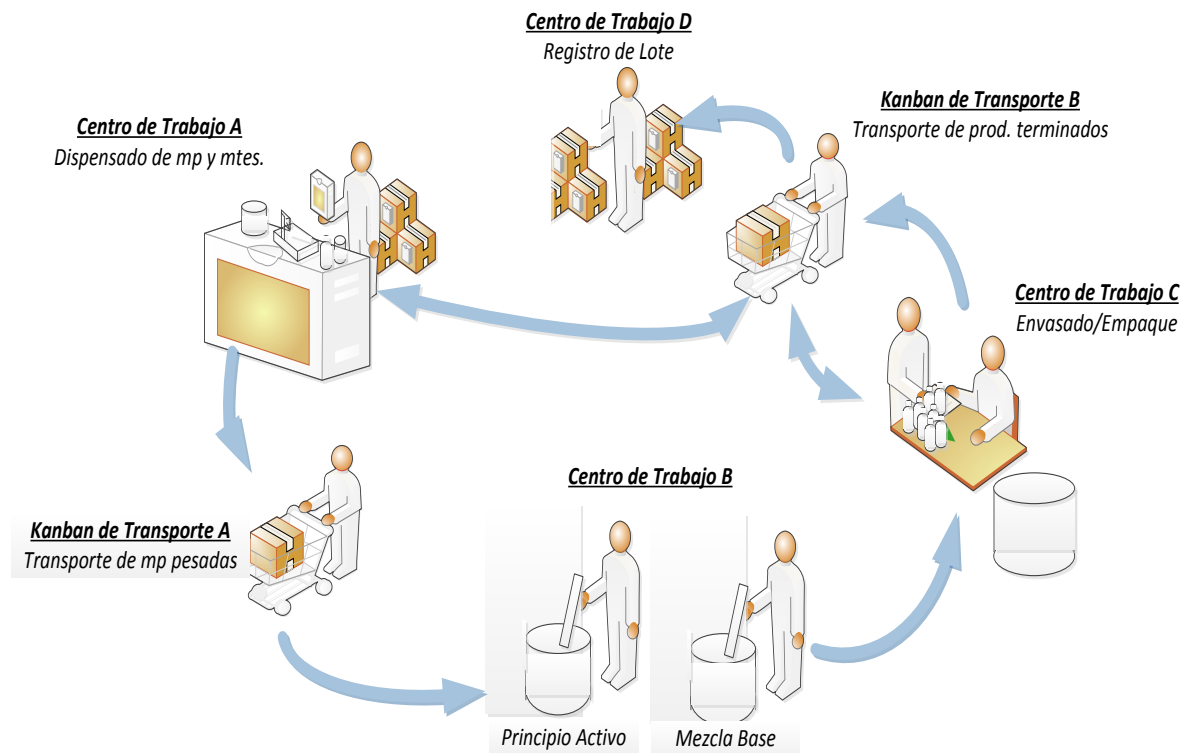 Centro de Trabajo D
Registro de Lote
Kanban de Transporte B
Transporte de prod. terminados
Centro de Trabajo A
Dispensado de mp y mtes.
Centro de Trabajo C
Envasado/Empaque
Centro de Trabajo B
Kanban de Transporte A
Transporte de mp pesadas
Principio Activo
Mezcla Base